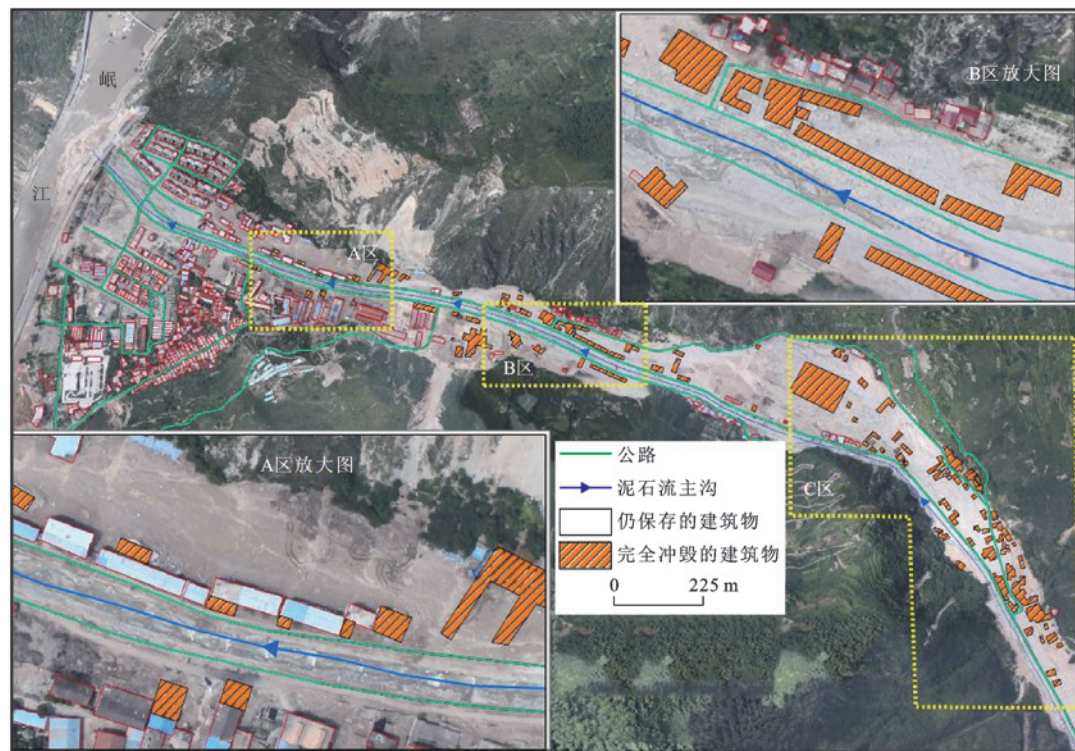 岷
江
B区放大图
A区
B区
C区
A区放大图
公路
泥石流主沟
仍保存的建筑物
完全冲毁的建筑物
0 225 m